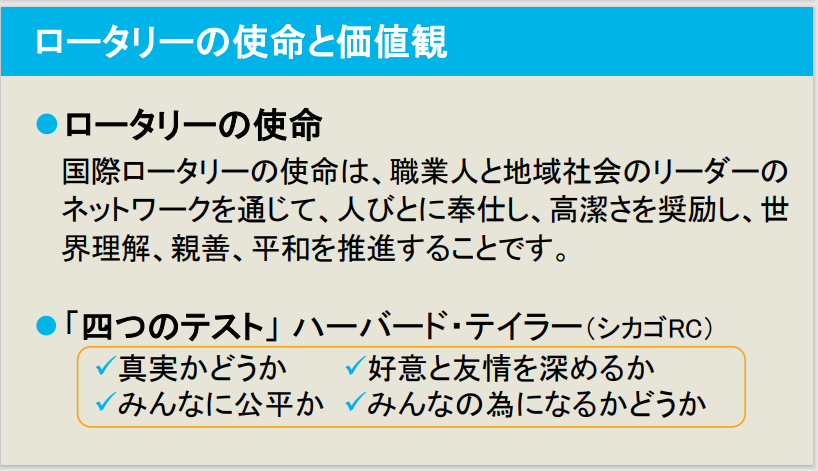 ロータリーの使命と価値観
●ロータリーの使命
国際ロータリーの使命は、職業人と地域社会のリーダーの
ネットワークを通じて、人びとに奉仕し、高潔さを奨励し、世
界理解、親善、平和を推進することです。
●「四つのテスト」 ハーバード・テイラー（シカゴRC）
✓真実かどうか ✓好意と友情を深めるか
✓みんなに公平か ✓みんなの為になるかどうか